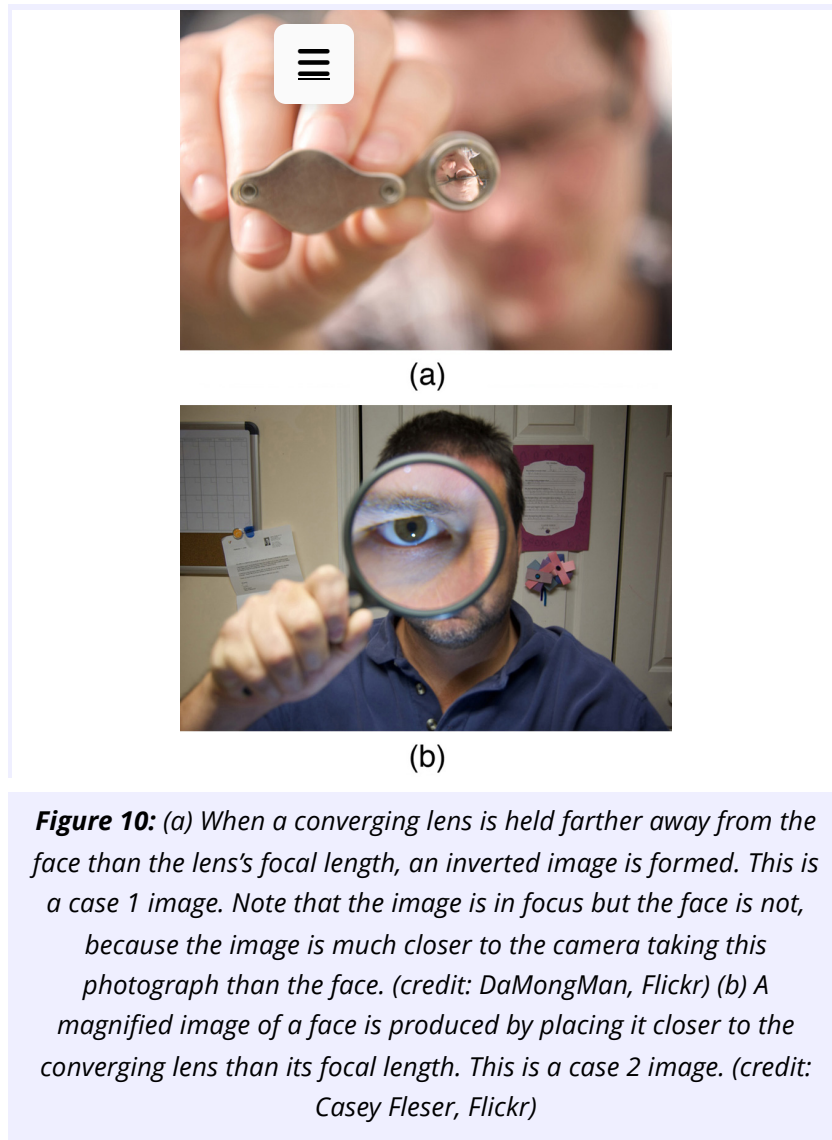 (a)
(b)
Figure 10: (a) When a converging lens is held farther away from the
face than the lens’s focal length, an inverted image is formed. This is
a case 1 image. Note that the image is in focus but the face is not,
because the image is much closer to the camera taking this
photograph than the face. (credit: DaMongMan, Flickr) (b) A
magnified image of a face is produced by placing it closer to the
converging lens than its focal length. This is a case 2 image. (credit:
Casey Fleser, Flickr)